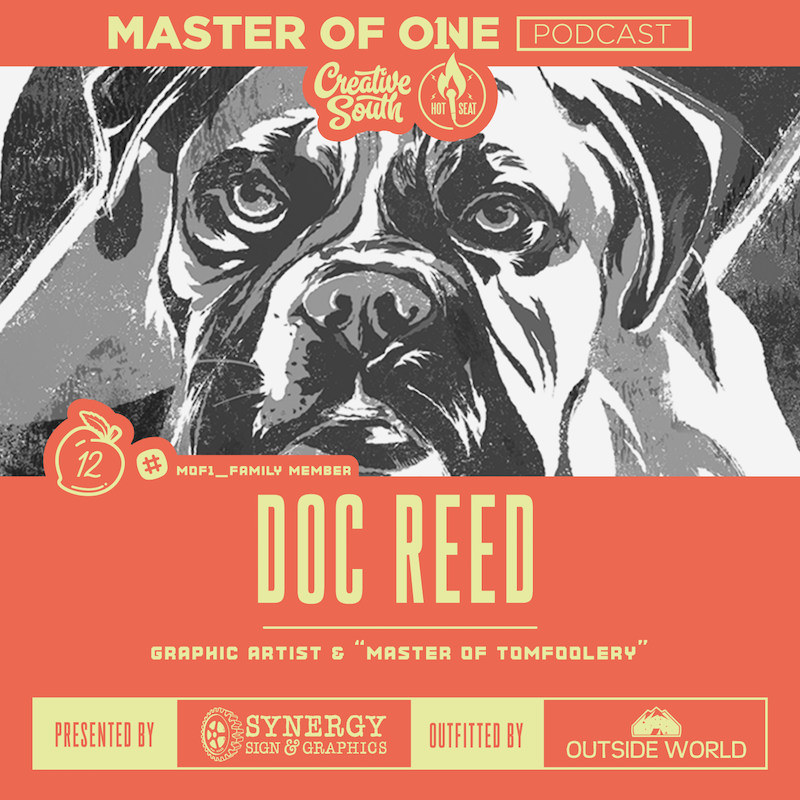 MASTER OF O1NE PODCAST
Creative
South
HOT SEAT
12
# MOF1_FAMILY MEMBER
DOC REED
GRAPHIC ARTIST & “MASTER OF TOMFOOLERY”
PRESENTED BY
SYNERGY
SIGN & GRAPHICS
OUTFITTED BY
OUTSIDE WORLD